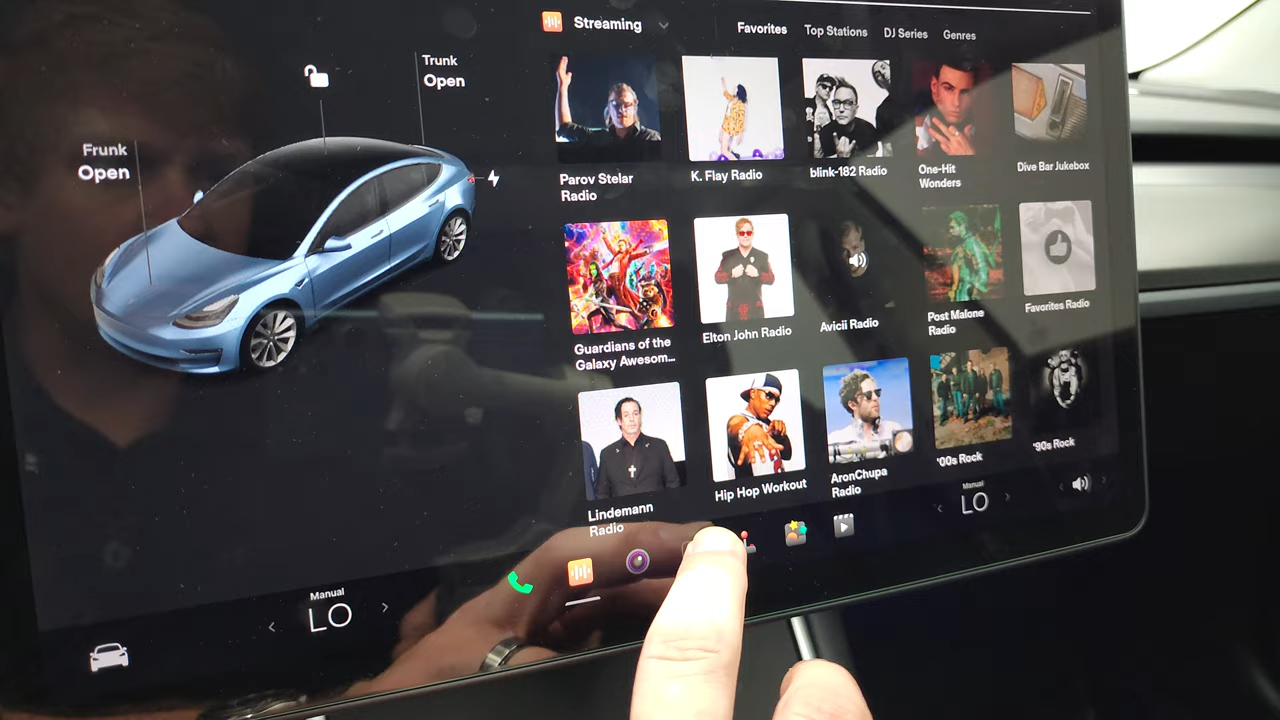 Streaming
Favorites
Top Stations
DJ Series
Genres
Trunk
Open
Frunk
Open
Parov Stelar
Radio
K. Flay Radio
blink-182 Radio
One-Hit
Wonders
Dive Bar Jukebox
Guardians of the
Galaxy Awesom...
Elton John Radio
Avicii Radio
Post Malone
Radio
Favorites Radio
Lindemann
Radio
Hip Hop Workout
AronChupa
Radio
'00s Rock
'90s Rock
Manual
LO
Manual
LO